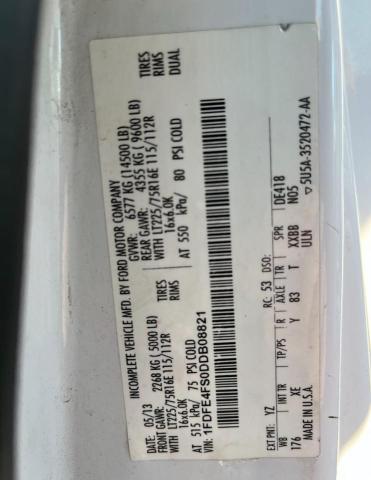 INCOMPLETE VEHICLE MFD. BY FORD MOTOR COMPANY
05/13 GVWR: 6577 KG (14500 LB)
FRONT GAWR: 2268 KG (5000 LB) REAR GAWR: 4355 KG (9600 LB)
WITH LT225/75R16E 115/112R TIRES WITH LT225/75R16E 115/112R TIRES
16x6.0K RIMS 16x6.0K RIMS
AT 515 kPa/ 75 PSI COLD AT 550 kPa/ 80 PSI COLD DUAL
VIN: 1FDFE4FS0DDB08821
EXT PNT: YZ RC: 53 DSO:
WB INT TR TP/PS R AXLE TR SPR DE418
176 XE Y 83 T XXBB N05
MADE IN U.S.A. ULN
▽5U5A-3520472-AA